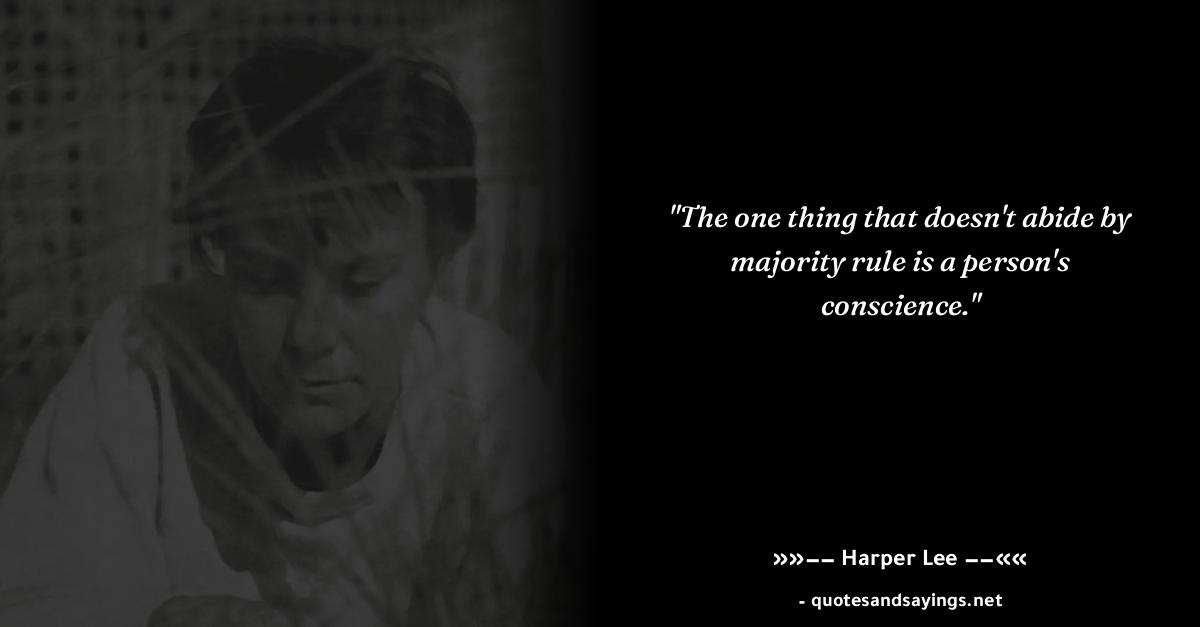 "The one thing that doesn't abide by
majority rule is a person's
conscience."
»»−− Harper Lee −−««
- quotesandsayings.net